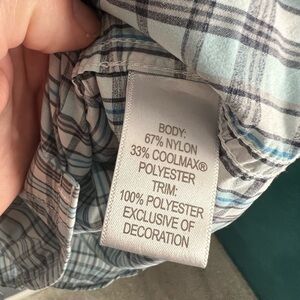 BODY:
67% NYLON
33% COOLMAX®
POLYESTER
TRIM:
100% POLYESTER
EXCLUSIVE OF
DECORATION